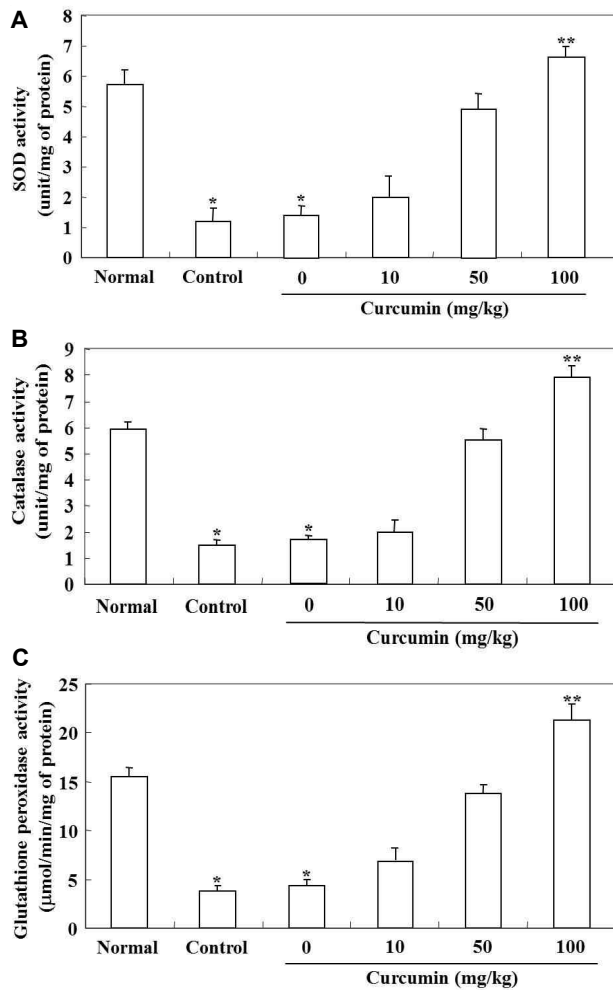 A
SOD activity
(unit/mg of protein)
8
7
6
5
4
3
2
1
0
*
*
**
Normal Control 0 10 50 100
Curcumin (mg/kg)
B
Catalase activity
(unit/mg of protein)
9
8
7
6
5
4
3
2
1
0
*
*
**
Normal Control 0 10 50 100
Curcumin (mg/kg)
C
Glutathione peroxidase activity
(μmol/min/mg of protein)
25
20
15
10
5
0
*
*
**
Normal Control 0 10 50 100
Curcumin (mg/kg)